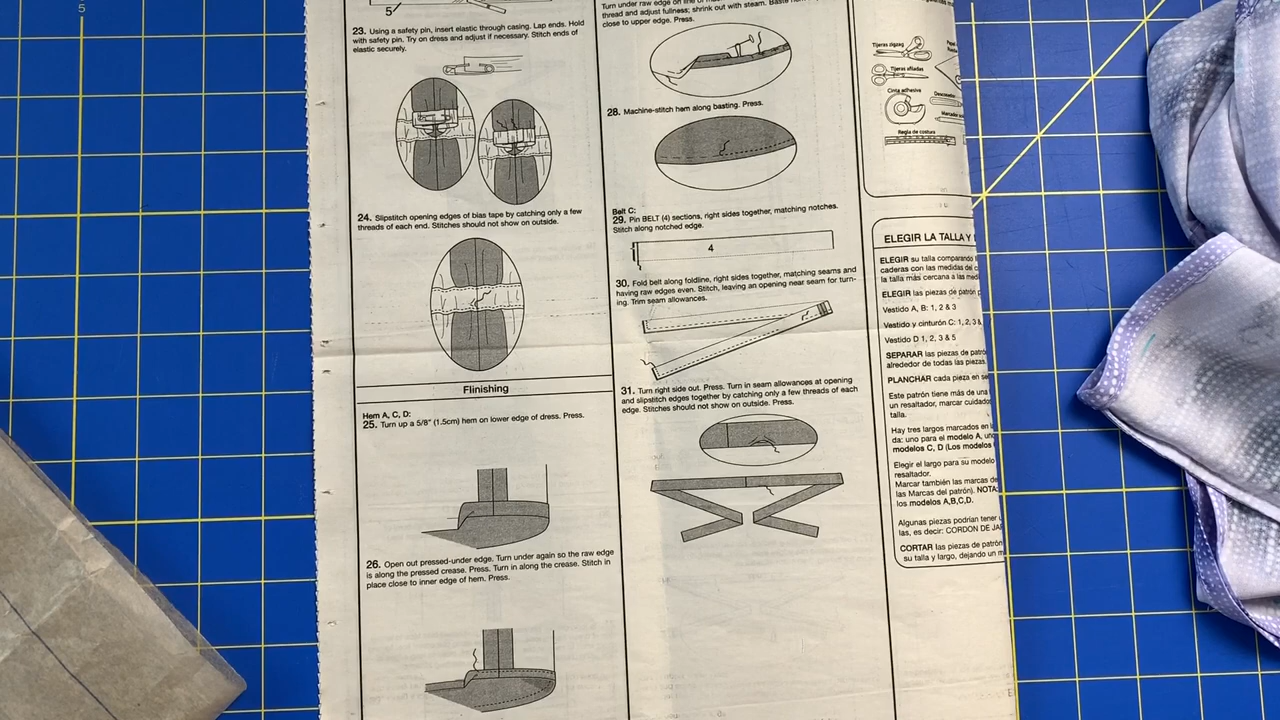 5
5
23. Using a safety pin, insert elastic through casing. Lap ends. Hold
with safety pin. Try on dress and adjust if necessary. Stitch ends of
elastic securely.
24. Slipstitch opening edges of bias tape by catching only a few
threads of each end. Stitches should not show on outside.
Flinishing
Hem A, C, D:
25. Turn up a 5/8" (1.5cm) hem on lower edge of dress. Press.
26. Open out pressed-under edge. Turn under again so the raw edge
is along the pressed crease. Press. Turn in along the crease. Stitch in
place close to inner edge of hem. Press.
Turn under raw edge on line of
thread and adjust fullness; shrink out with steam. Baste
close to upper edge. Press.
28. Machine-stitch hem along basting. Press.
Belt C:
29. Pin BELT (4) sections, right sides together, matching notches.
Stitch along notched edge.
4
30. Fold belt along foldline, right sides together, matching seams and
having raw edges even. Stitch, leaving an opening near seam for turn-
ing. Trim seam allowances.
31. Turn right side out. Press. Turn in seam allowances at opening
and slipstitch edges together by catching only a few threads of each
edge. Stitches should not show on outside. Press.
Tijeras zigzag
Tijeras afiladas
Cinta adhesiva
Regla de costura
ELEGIR LA TALLA Y
ELEGIR su talla comparando
caderas con las medidas del
la talla más cercana a las
ELEGIR las piezas de patrón
Vestido A, B: 1, 2 & 3
Vestido y cinturón C: 1, 2, 3 &
Vestido D 1, 2, 3 & 5
SEPARAR las piezas de
alrededor de todas las piezas.
PLANCHAR cada pieza en
Este patrón tiene más de una
un resaltador, marcar
talla.
Hay tres largos marcados en
da: uno para el modelo A,
modelos C, D (Los modelos
Elegir el largo para su modelo
resaltador.
Marcar también las marcas de
las Marcas del patrón). NOTA:
los modelos A,B,C,D.
Algunas piezas podrian tener
las, es decir: CORDON DE
CORTAR las piezas de
su talla y largo, dejando un